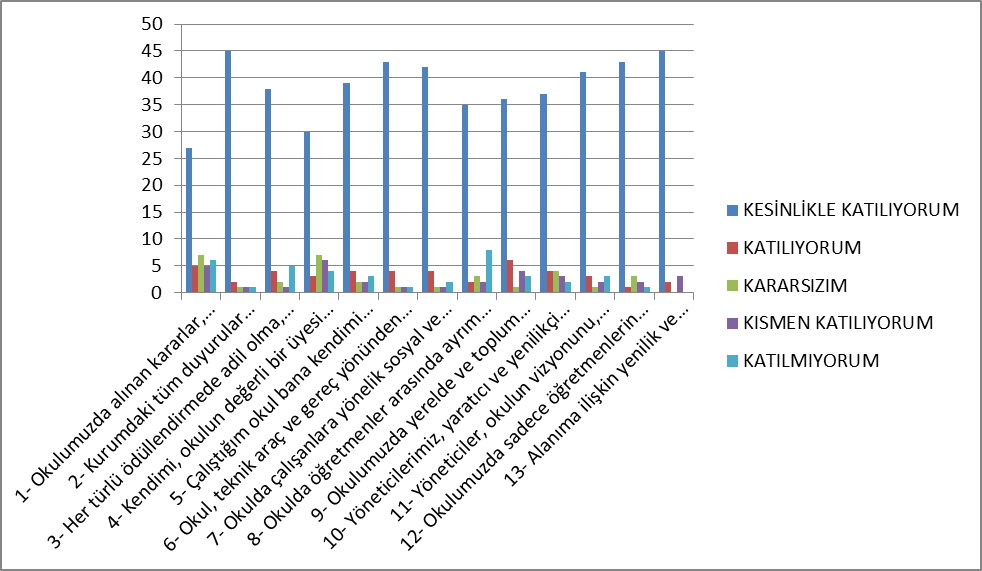 50
45
40
35
30
25
20
15
10
5
0
1- Okulumuzda alınan kararlar,...
2- Kurumdaki tüm duyurular...
3- Her türlü ödüllendirmede adil olma,...
4- Kendimi, okulun değerli bir üyesi...
5- Çalıştığım okul bana kendimi...
6- Okul, teknik araç ve gereç yönünden...
7- Okulda çalışanlara yönelik sosyal ve...
8- Okulda öğretmenler arasında ayrım...
9- Okulumuzda yerelde ve toplum...
10- Yöneticilerimiz, yaratıcı ve yenilikçi...
11- Yöneticiler, okulun vizyonunu,...
12- Okulumuzda sadece öğretmenlerin...
13- Alanıma İlişkin yenilik ve...
KESİNLİKLE KATILIYORUM
KATILIYORUM
KARARSIZIM
KISMEN KATILIYORUM
KATILMIYORUM